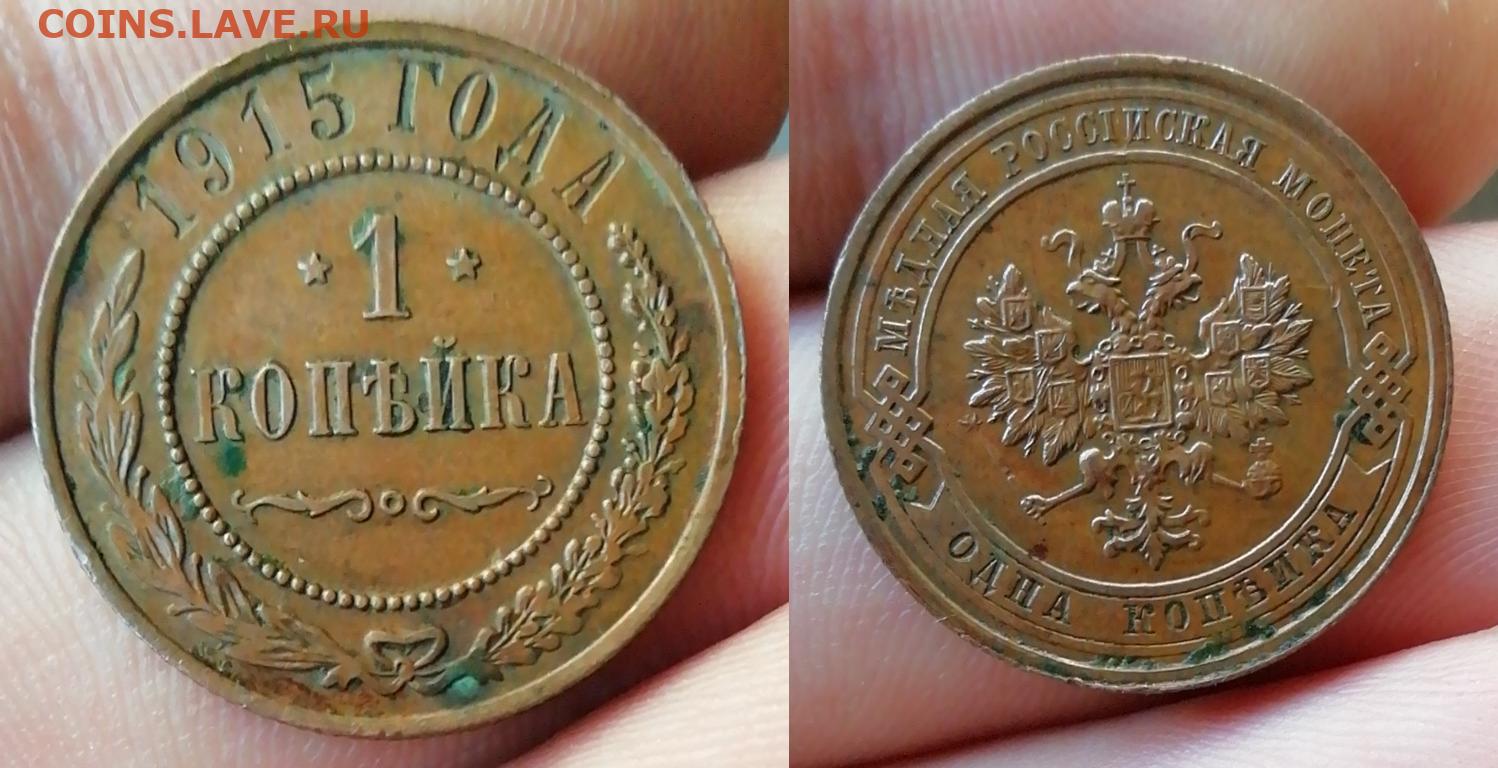 COINS.LAVE.RU
1915 ГОДА
* 1 *
КОПѢЙКА
МѢДНАЯ РОССІЙСКАЯ МОНЕТА
ОДНА КОПѢЙКА